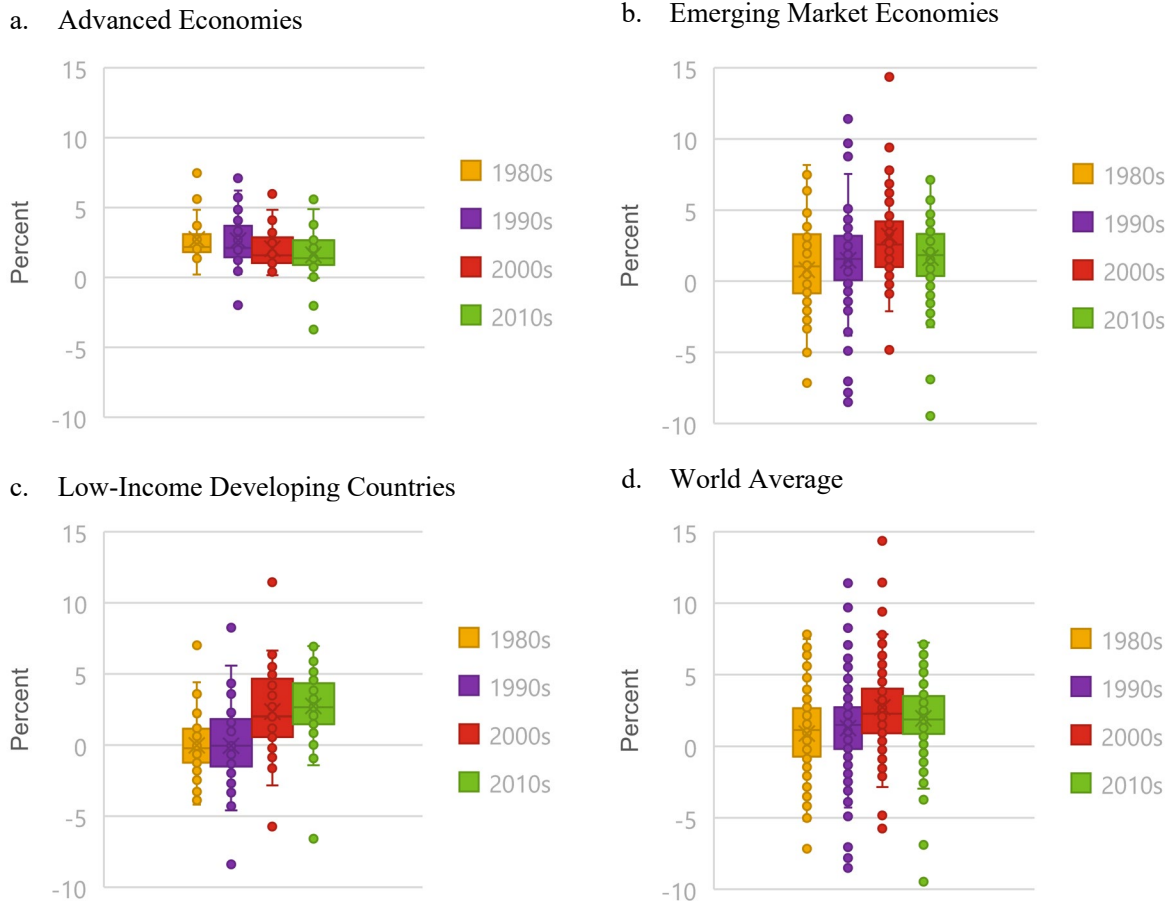 a. Advanced Economies
15
10
5
0
-5
-10
Percent
1980s
1990s
2000s
2010s
b. Emerging Market Economies
15
10
5
0
-5
-10
Percent
1980s
1990s
2000s
2010s
c. Low-Income Developing Countries
15
10
5
0
-5
-10
Percent
1980s
1990s
2000s
2010s
d. World Average
15
10
5
0
-5
-10
Percent
1980s
1990s
2000s
2010s